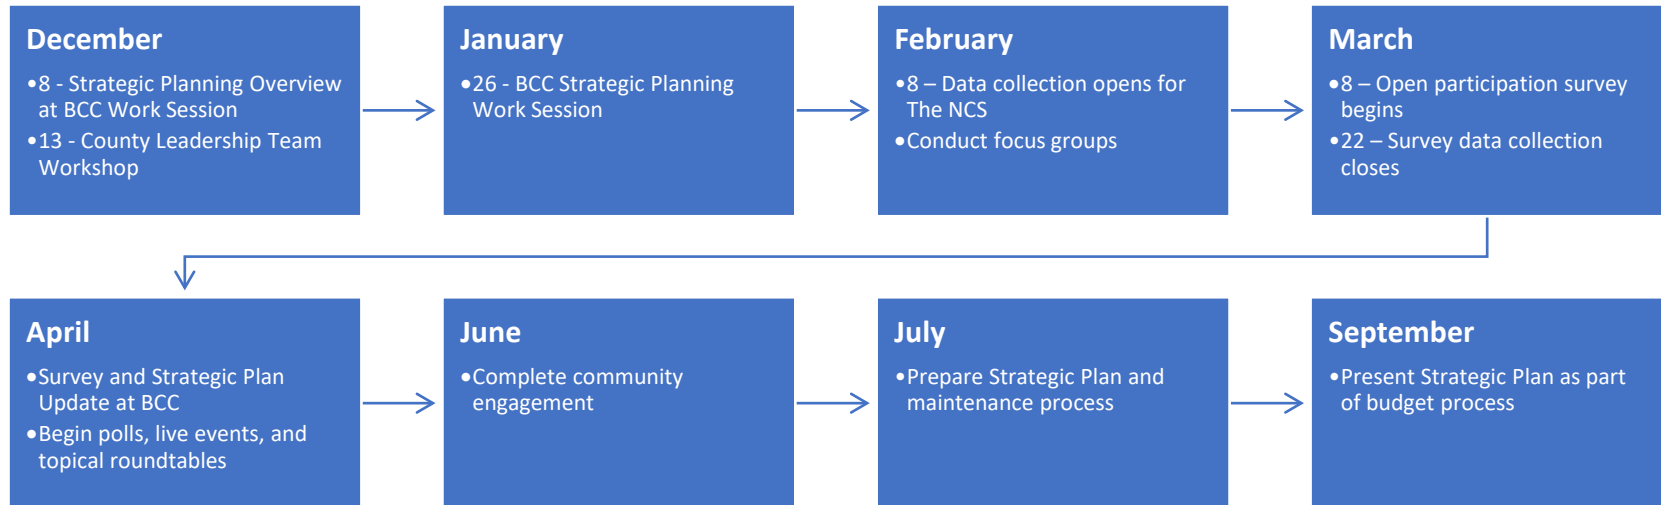 December
•8 - Strategic Planning Overview
at BCC Work Session
•13 - County Leadership Team
Workshop
January
•26 - BCC Strategic Planning
Work Session
February
•8 – Data collection opens for
The NCS
•Conduct focus groups
March
•8 – Open participation survey
begins
•22 – Survey data collection
closes
April
•Survey and Strategic Plan
Update at BCC
•Begin polls, live events, and
topical roundtables
June
•Complete community
engagement
July
•Prepare Strategic Plan and
maintenance process
September
•Present Strategic Plan as part
of budget process